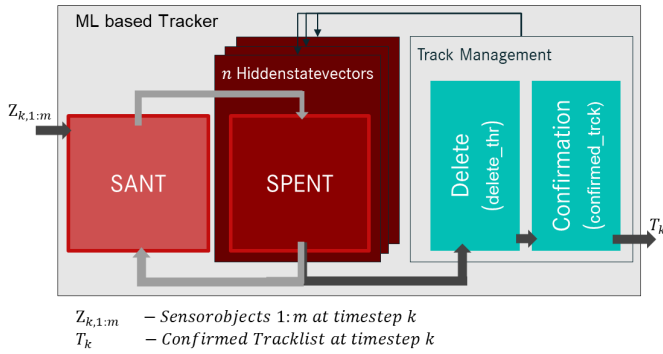 ML based Tracker
n Hiddenstatevectors
Track Management
Z_{k,1:m}
SANT
SPENT
Delete
(delete_thr)
Confirmation
(confirmed_trck)
T_k
Z_{k,1:m} – Sensorobjects 1:m at timestep k
T_k – Confirmed Tracklist at timestep k